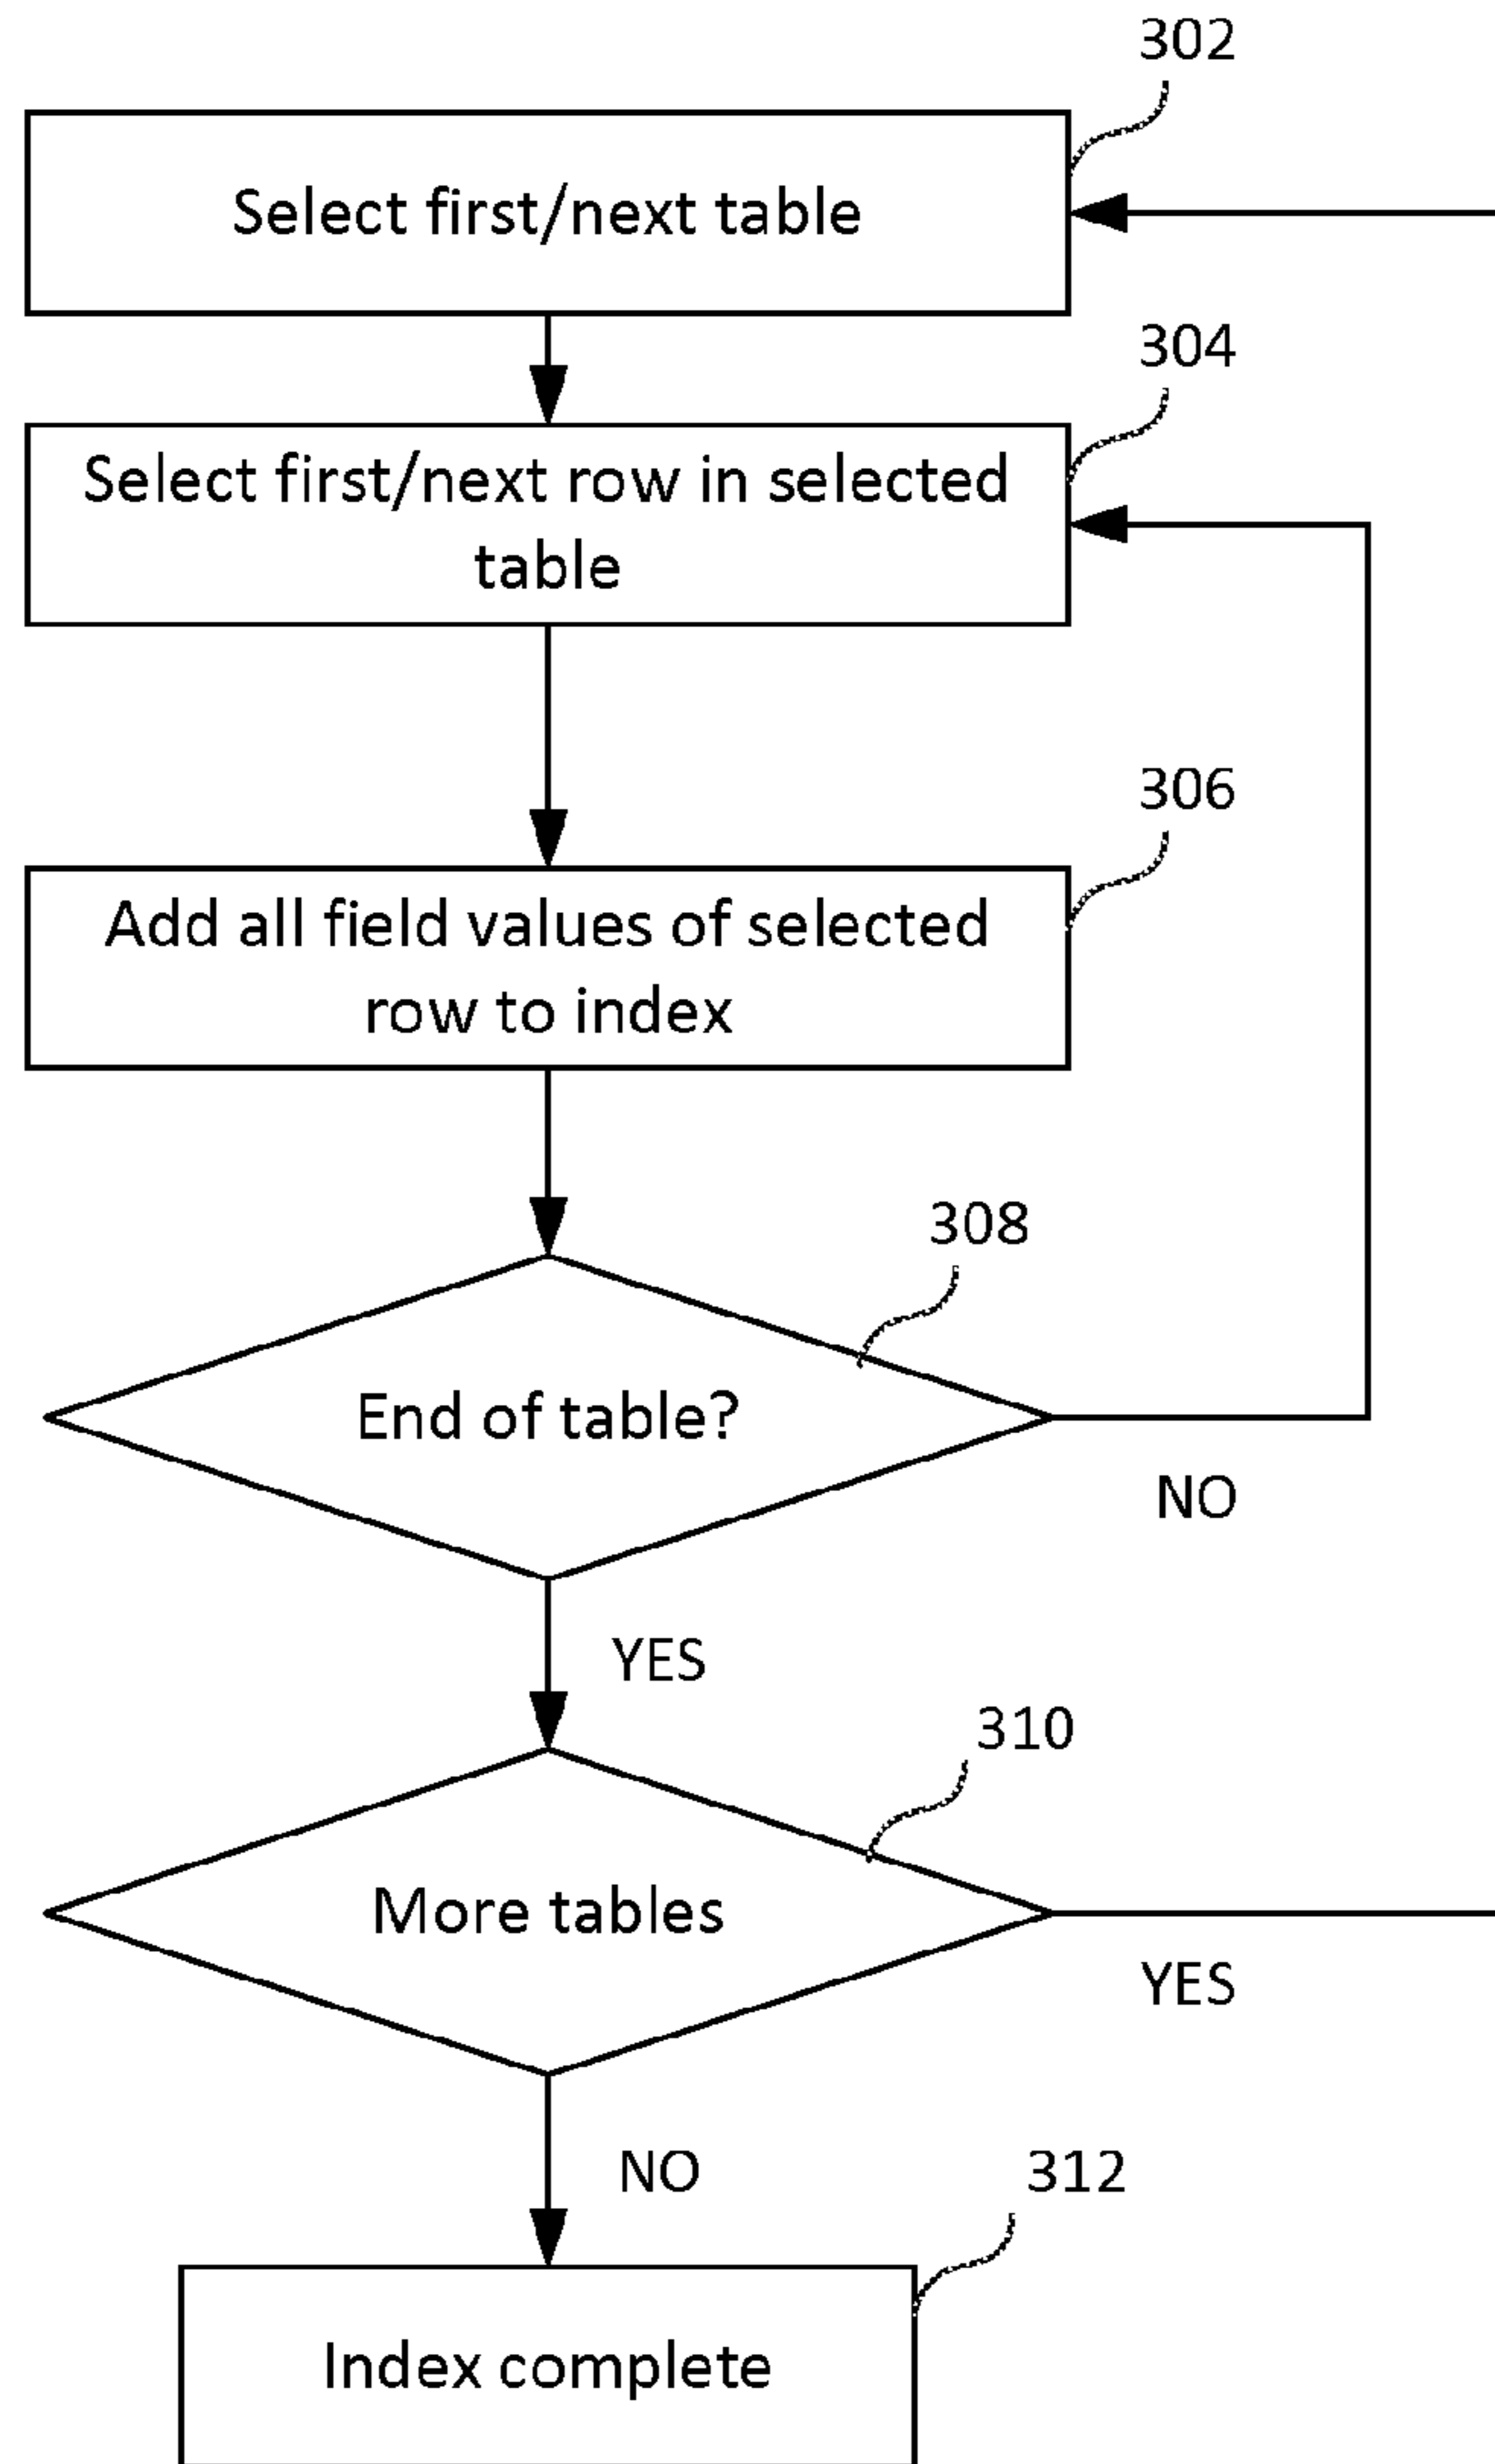 302
Select first/next table
304
Select first/next row in selected
table
306
Add all field values of selected
row to index
308
End of table?
NO
YES
310
More tables
YES
NO
312
Index complete